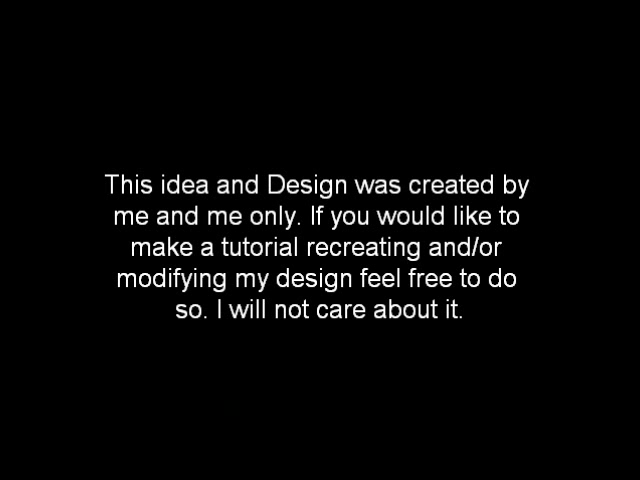 This idea and Design was created by
me and me only. If you would like to
make a tutorial recreating and/or
modifying my design feel free to do
so. I will not care about it.